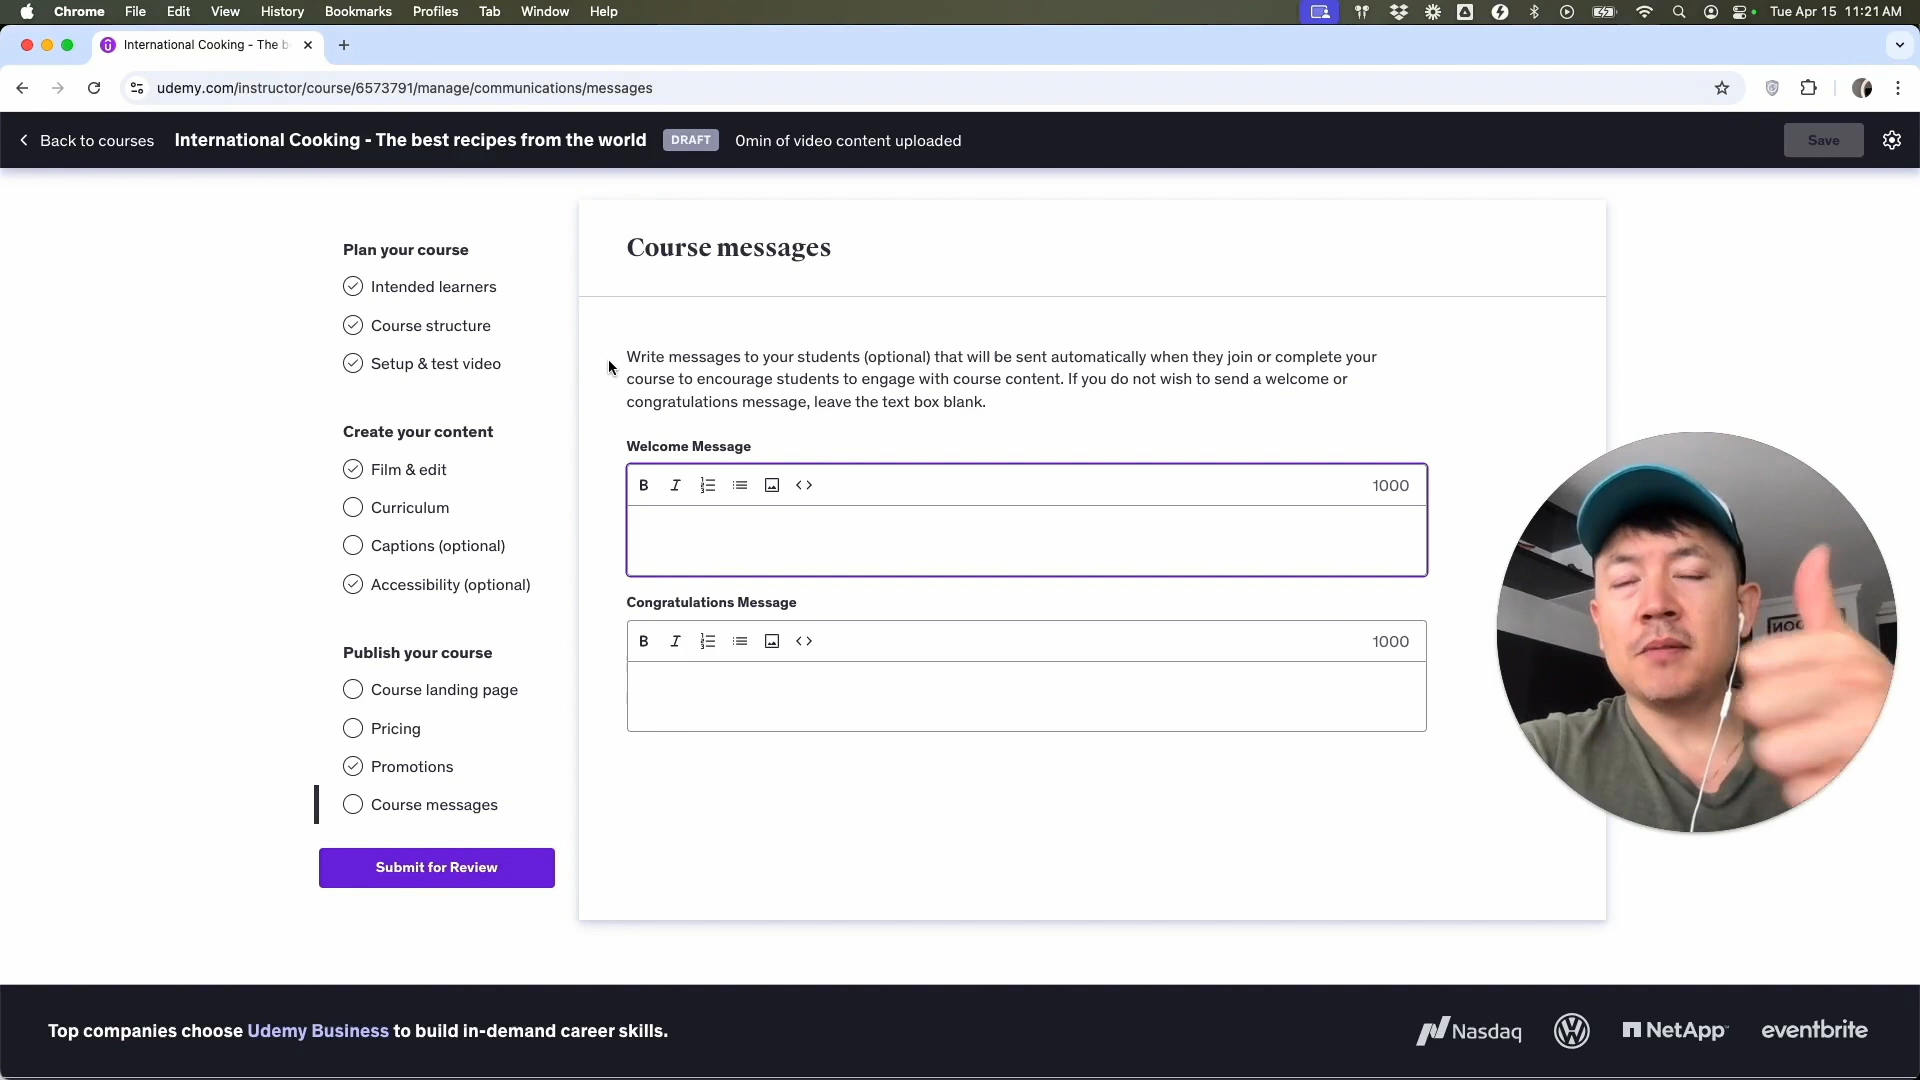 Chrome File Edit View History Bookmarks Profiles Tab Window Help Tue Apr 15 11:21 AM
International Cooking - The b
udemy.com/instructor/course/6573791/manage/communications/messages
Back to courses International Cooking - The best recipes from the world DRAFT 0min of video content uploaded Save
Plan your course
Intended learners
Course structure
Setup & test video
Create your content
Film & edit
Curriculum
Captions (optional)
Accessibility (optional)
Publish your course
Course landing page
Pricing
Promotions
Course messages
Submit for Review
Course messages
Write messages to your students (optional) that will be sent automatically when they join or complete your
course to encourage students to engage with course content. If you do not wish to send a welcome or
congratulations message, leave the text box blank.
Welcome Message
B I 1000
Congratulations Message
B I 1000
Top companies choose Udemy Business to build in-demand career skills.
Nasdaq NetApp eventbrite